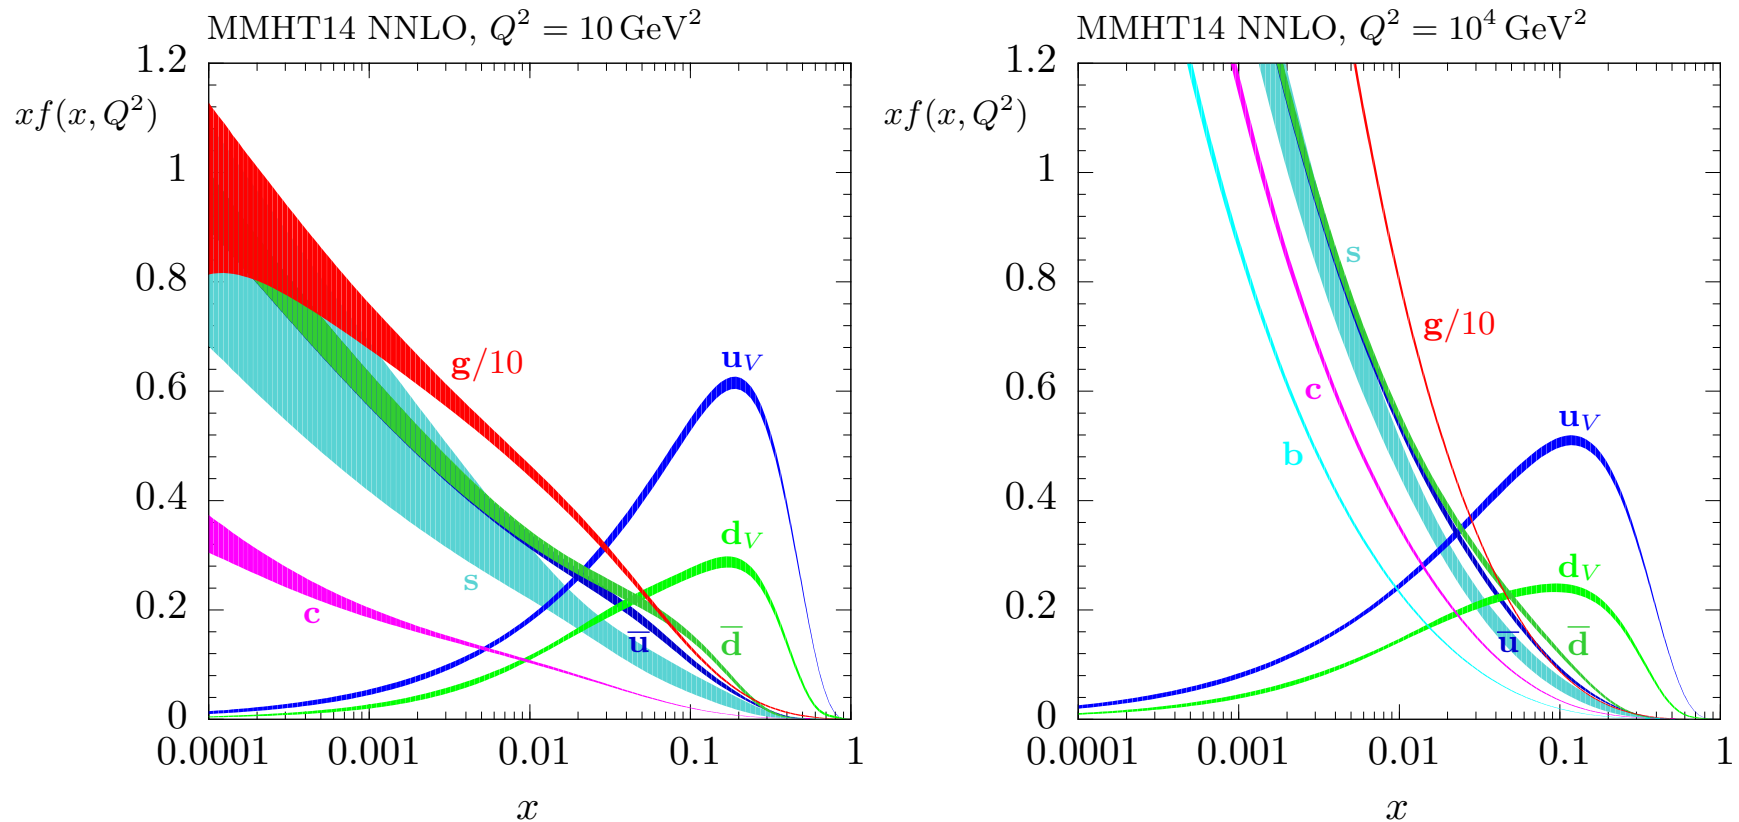 MMHT14 NNLO, Q² = 10 GeV²
xf(x, Q²)
1.2
1
0.8
0.6
0.4
0.2
0
g/10
u_V
d_V
s
c
u̅
d̅
0.0001 0.001 0.01 0.1 1
x
MMHT14 NNLO, Q² = 10⁴ GeV²
xf(x, Q²)
1.2
1
0.8
0.6
0.4
0.2
0
s
g/10
c
b
u_V
d_V
u̅
d̅
0.0001 0.001 0.01 0.1 1
x